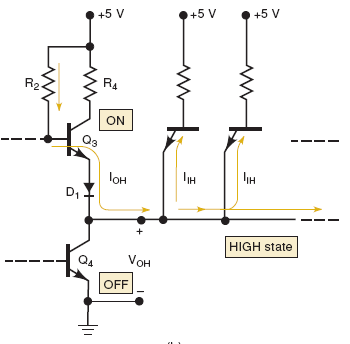 +5 V +5 V +5 V
R2 R4
ON
Q3
IOH IIH IIH
D1
+
HIGH state
Q4 VOH
OFF −